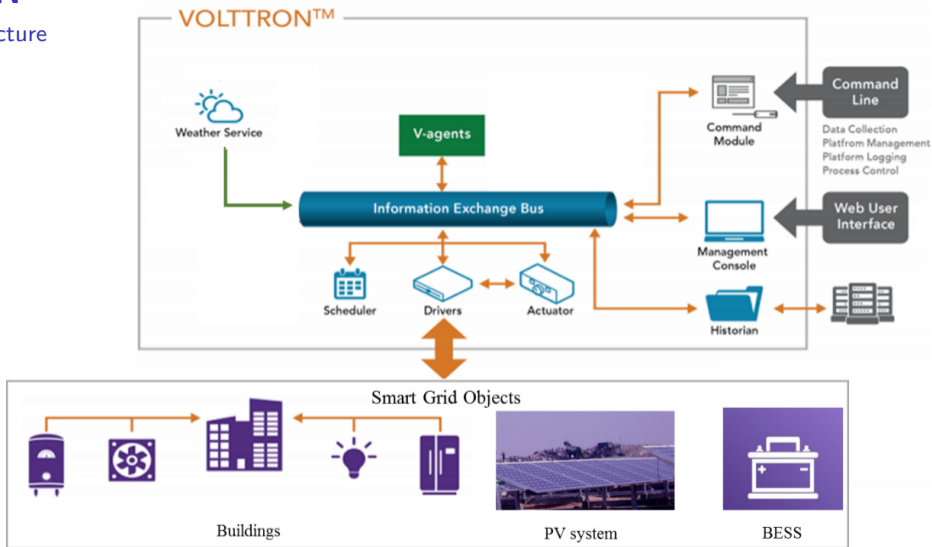 N
cture
VOLTTRON™
Weather Service
V-agents
Information Exchange Bus
Scheduler
Drivers
Actuator
Command
Module
Command
Line
Data Collection
Platfrom Management
Platform Logging
Process Control
Management
Console
Web User
Interface
Historian
Smart Grid Objects
Buildings
PV system
BESS